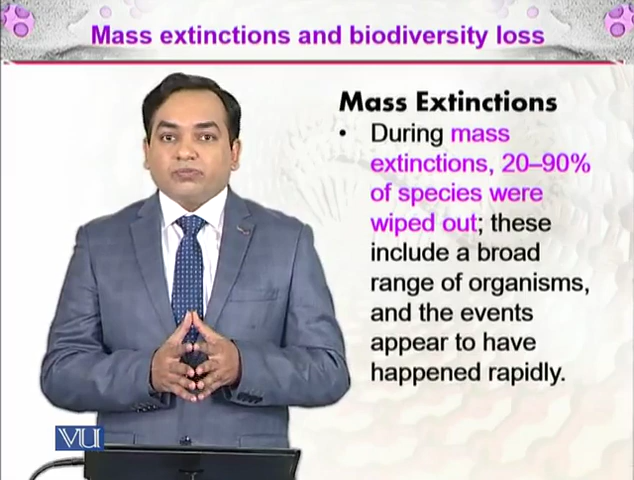 Mass extinctions and biodiversity loss
Mass Extinctions
• During mass
extinctions, 20–90%
of species were
wiped out; these
include a broad
range of organisms,
and the events
appear to have
happened rapidly.
VU